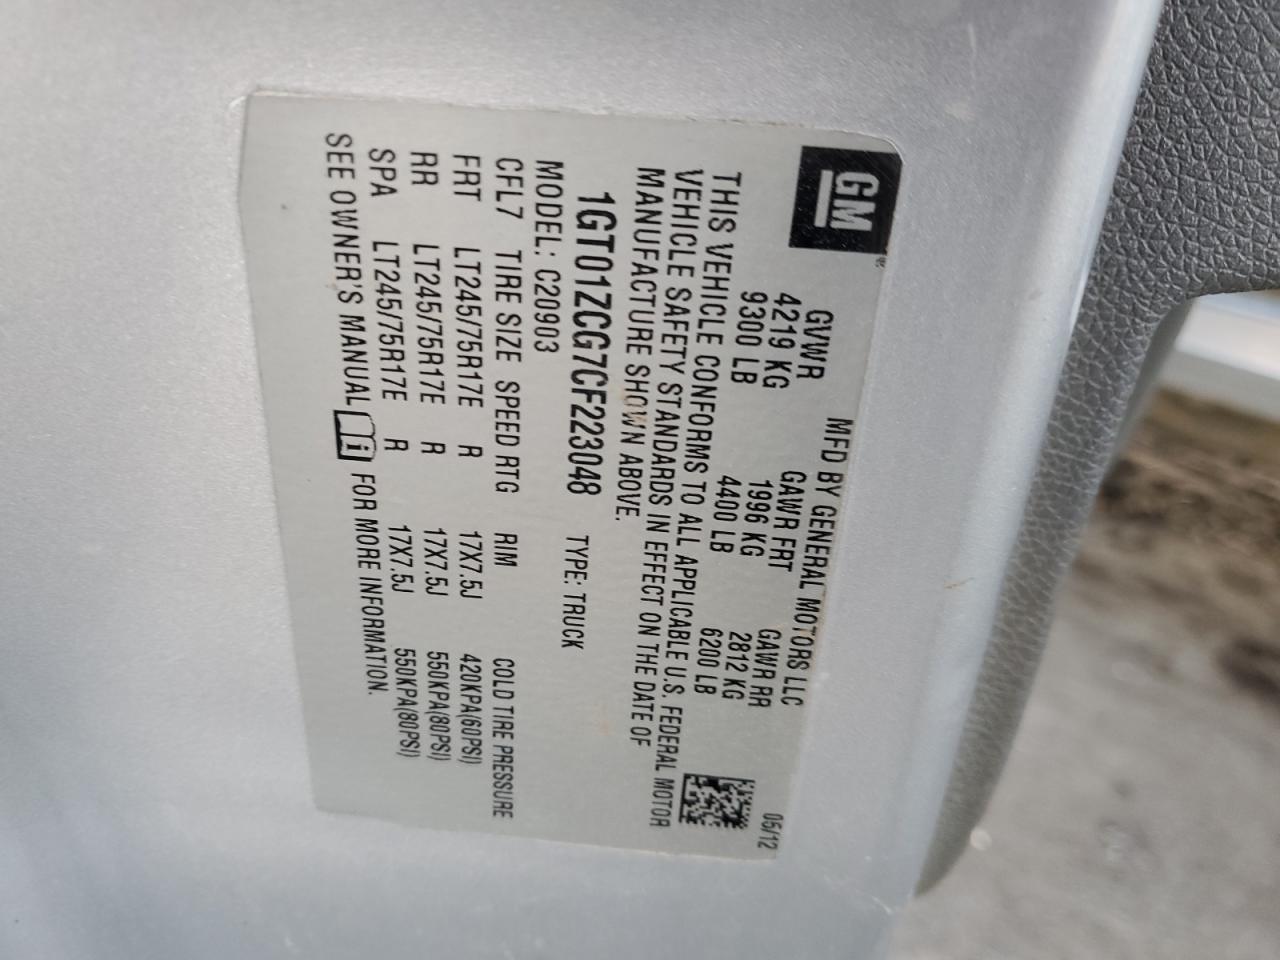 GM
MFD BY GENERAL MOTORS LLC 05/12
GVWR GAWR FRT GAWR RR
4219 KG 1996 KG 2812 KG
9300 LB 4400 LB 6200 LB
THIS VEHICLE CONFORMS TO ALL APPLICABLE U.S. FEDERAL MOTOR
VEHICLE SAFETY STANDARDS IN EFFECT ON THE DATE OF
MANUFACTURE SHOWN ABOVE.
1GT01ZCG7CF223048 TYPE: TRUCK
MODEL: C20903
CFL7 TIRE SIZE SPEED RTG RIM COLD TIRE PRESSURE
FRT LT245/75R17E R 17X7.5J 420KPA(60PSI)
RR LT245/75R17E R 17X7.5J 550KPA(80PSI)
SPA LT245/75R17E R 17X7.5J 550KPA(80PSI)
SEE OWNER'S MANUAL i FOR MORE INFORMATION.